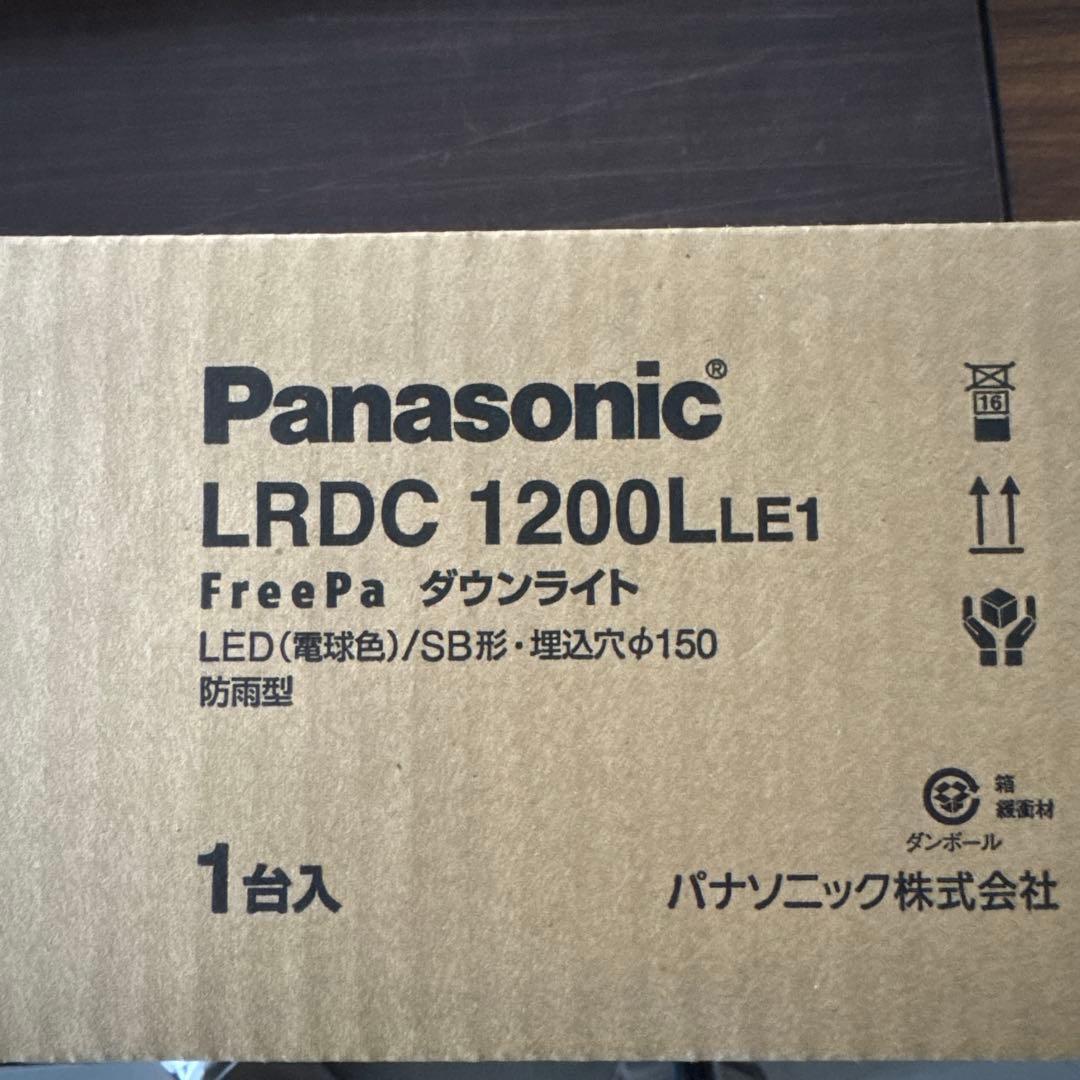 Panasonic®
LRDC 1200LLE1
FreePa ダウンライト
LED(電球色)/SB形・埋込穴φ150
防雨型
16
箱
緩衝材
ダンボール
1台入
パナソニック株式会社